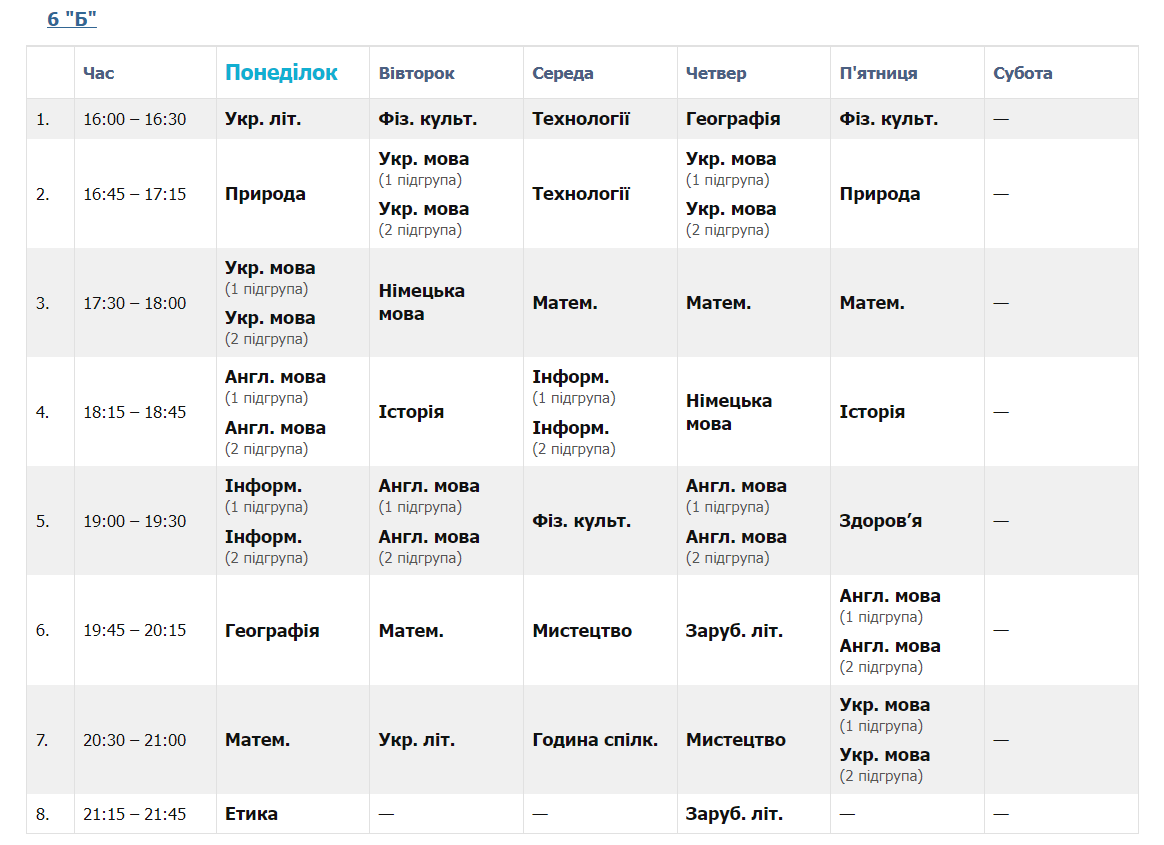 6 "Б"
Час Понеділок Вівторок Середа Четвер П'ятниця Субота
1. 16:00 – 16:30 Укр. літ. Фіз. культ. Технології Географія Фіз. культ. —
Укр. мова Укр. мова
(1 підгрупа) (1 підгрупа)
2. 16:45 – 17:15 Природа Технології Природа —
Укр. мова Укр. мова
(2 підгрупа) (2 підгрупа)
Укр. мова
(1 підгрупа)
Німецька
3. 17:30 – 18:00 Матем. Матем. Матем. —
мова
Укр. мова
(2 підгрупа)
Англ. мова Інформ.
(1 підгрупа) (1 підгрупа)
Німецька
4. 18:15 – 18:45 Історія Історія —
мова
Англ. мова Інформ.
(2 підгрупа) (2 підгрупа)
Інформ. Англ. мова Англ. мова
(1 підгрупа) (1 підгрупа) (1 підгрупа)
5. 19:00 – 19:30 Фіз. культ. Здоров’я —
Інформ. Англ. мова Англ. мова
(2 підгрупа) (2 підгрупа) (2 підгрупа)
Англ. мова
(1 підгрупа)
6. 19:45 – 20:15 Географія Матем. Мистецтво Заруб. літ. —
Англ. мова
(2 підгрупа)
Укр. мова
(1 підгрупа)
7. 20:30 – 21:00 Матем. Укр. літ. Година спілк. Мистецтво —
Укр. мова
(2 підгрупа)
8. 21:15 – 21:45 Етика — — Заруб. літ. — —